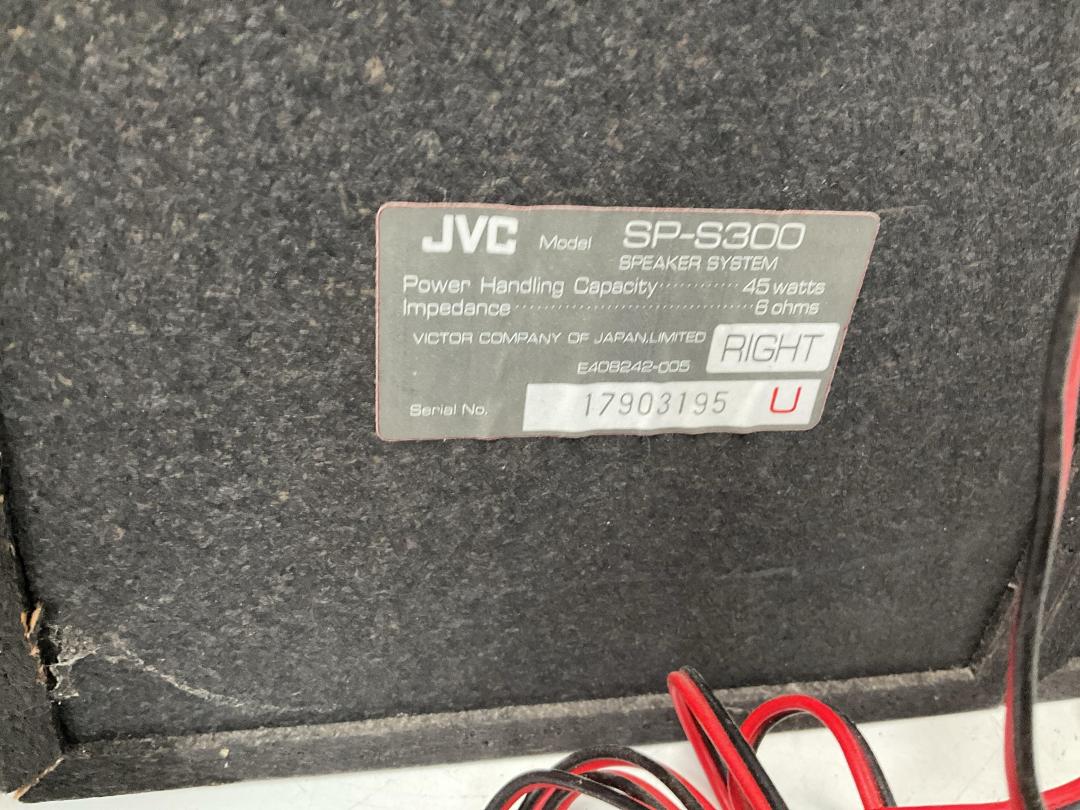 JVC Model SP-S300
SPEAKER SYSTEM
Power Handling Capacity ············ 45 watts
Impedance ···································· 6 ohms
VICTOR COMPANY OF JAPAN,LIMITED
RIGHT
E408242-005
Serial No. 17903195 U